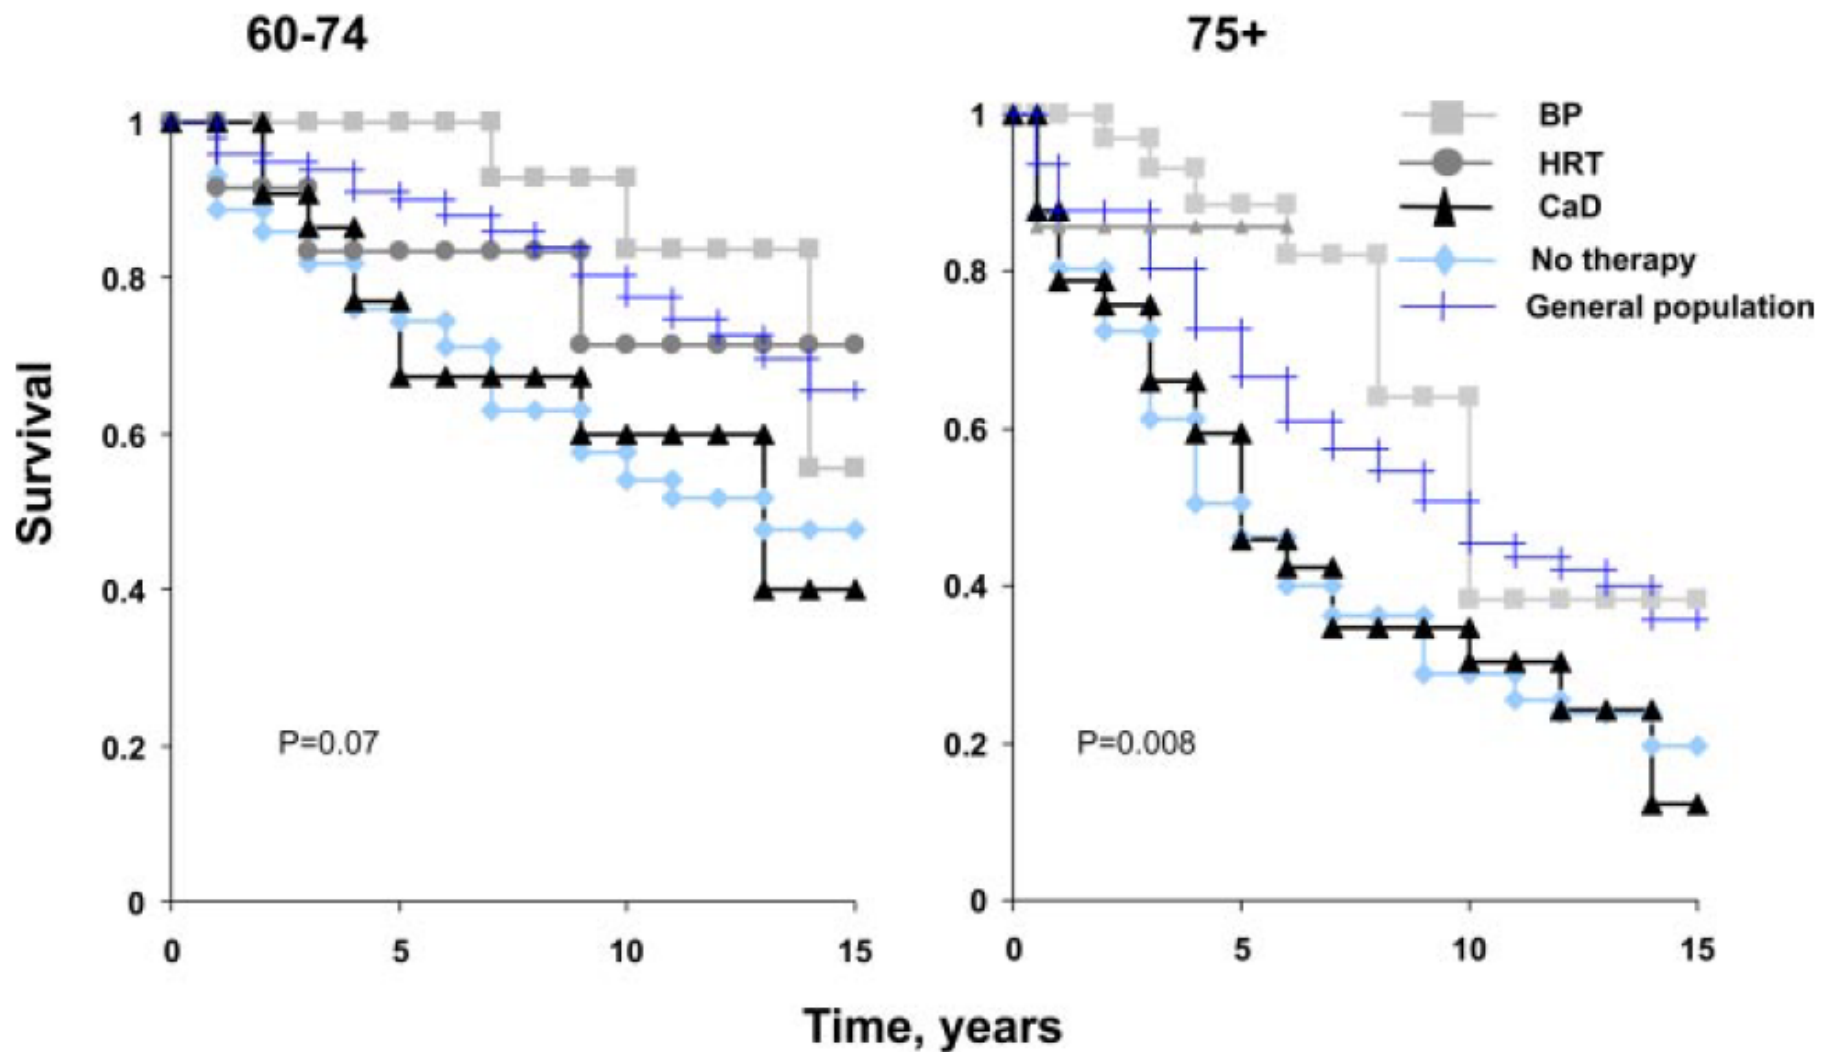 60-74
75+
Survival
1
0.8
0.6
0.4
0.2
0
0
5
10
15
P=0.07
1
0.8
0.6
0.4
0.2
0
0
5
10
15
P=0.008
BP
HRT
CaD
No therapy
General population
Time, years